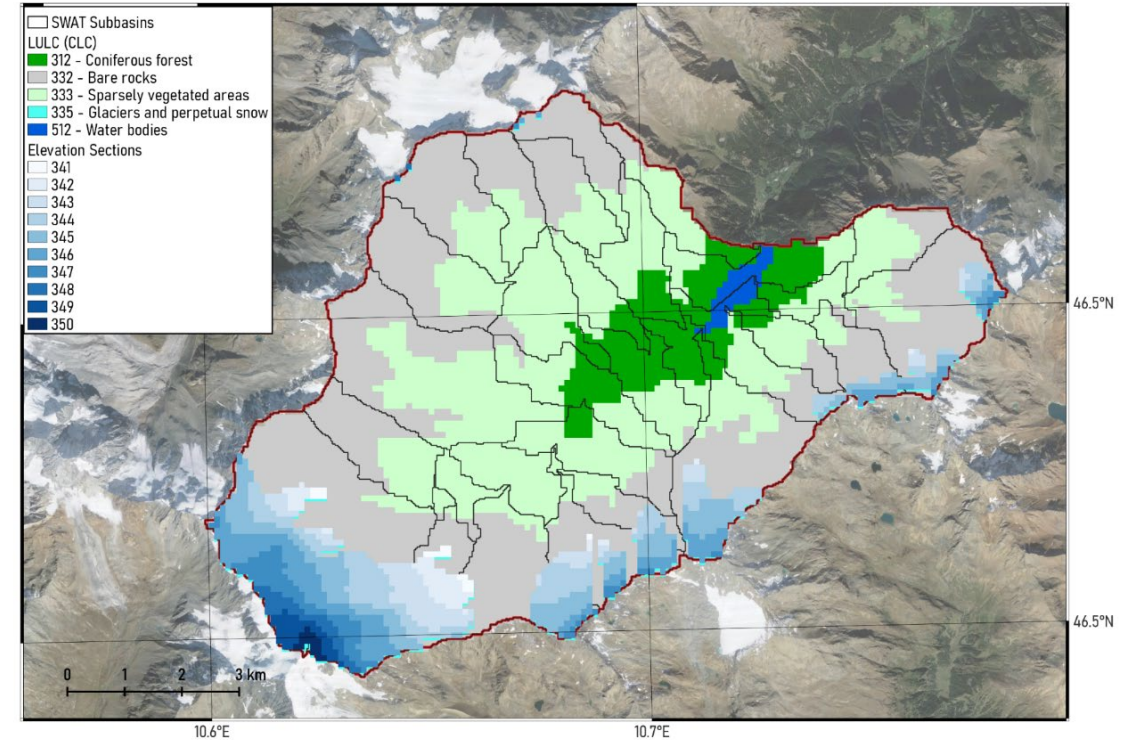 SWAT Subbasins
LULC (CLC)
312 - Coniferous forest
332 - Bare rocks
333 - Sparsely vegetated areas
335 - Glaciers and perpetual snow
512 - Water bodies
Elevation Sections
341
342
343
344
345
346
347
348
349
350
46.5°N
46.5°N
0 1 2 3 km
10.6°E 10.7°E